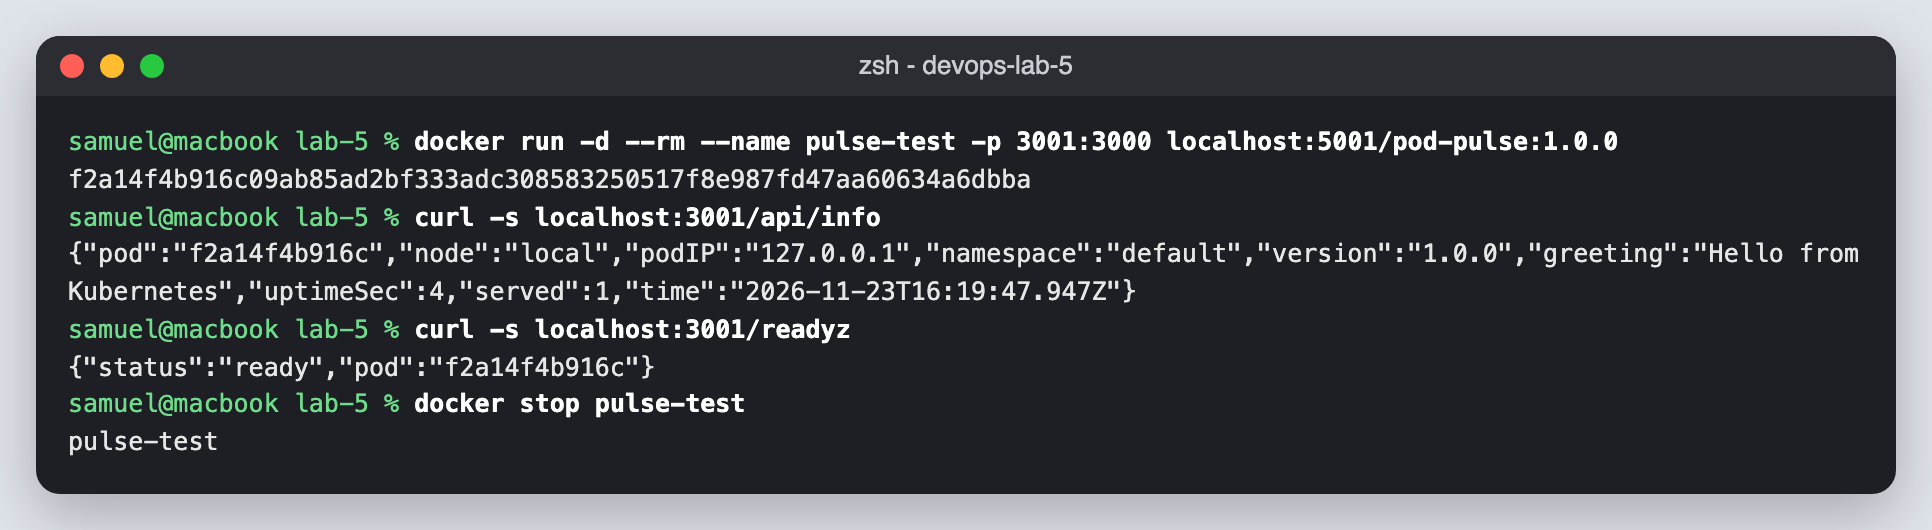 zsh - devops-lab-5
samuel@macbook lab-5 % docker run -d --rm --name pulse-test -p 3001:3000 localhost:5001/pod-pulse:1.0.0
f2a14f4b916c09ab85ad2bf333adc308583250517f8e987fd47aa60634a6dbba
samuel@macbook lab-5 % curl -s localhost:3001/api/info
{"pod":"f2a14f4b916c","node":"local","podIP":"127.0.0.1","namespace":"default","version":"1.0.0","greeting":"Hello from
Kubernetes","uptimeSec":4,"served":1,"time":"2026-11-23T16:19:47.947Z"}
samuel@macbook lab-5 % curl -s localhost:3001/readyz
{"status":"ready","pod":"f2a14f4b916c"}
samuel@macbook lab-5 % docker stop pulse-test
pulse-test